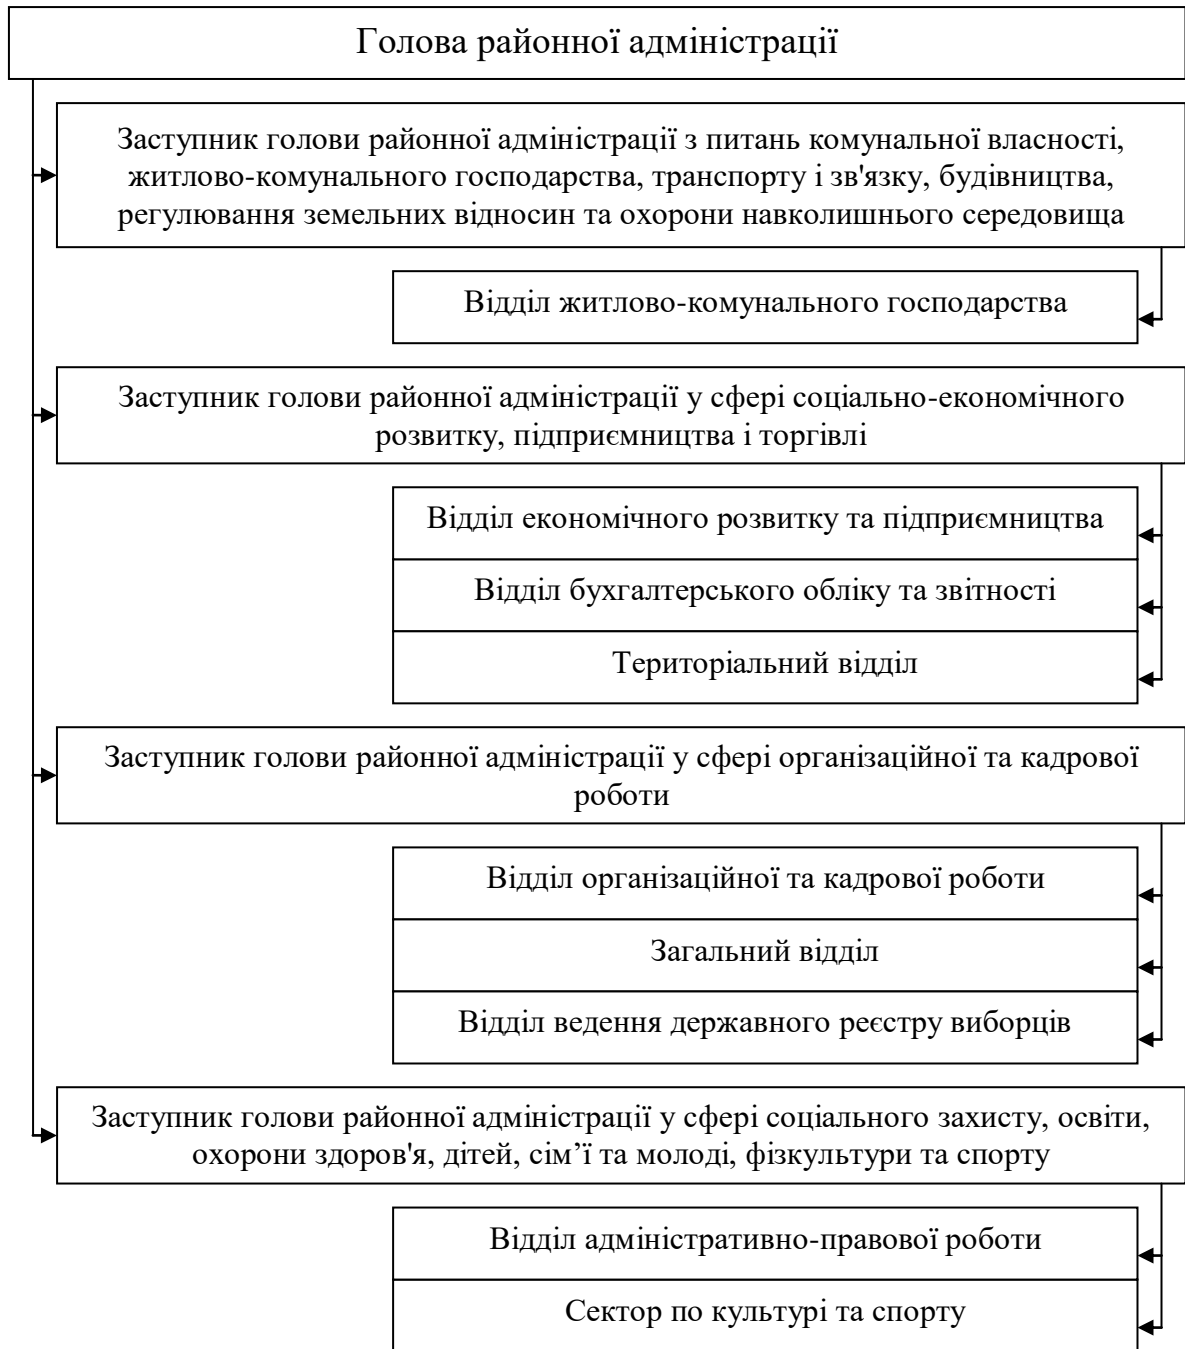 Голова районної адміністрації
Заступник голови районної адміністрації з питань комунальної власності,
житлово-комунального господарства, транспорту і зв'язку, будівництва,
регулювання земельних відносин та охорони навколишнього середовища
Відділ житлово-комунального господарства
Заступник голови районної адміністрації у сфері соціально-економічного
розвитку, підприємництва і торгівлі
Відділ економічного розвитку та підприємництва
Відділ бухгалтерського обліку та звітності
Територіальний відділ
Заступник голови районної адміністрації у сфері організаційної та кадрової
роботи
Відділ організаційної та кадрової роботи
Загальний відділ
Відділ ведення державного реєстру виборців
Заступник голови районної адміністрації у сфері соціального захисту, освіти,
охорони здоров'я, дітей, сім’ї та молоді, фізкультури та спорту
Відділ адміністративно-правової роботи
Сектор по культурі та спорту